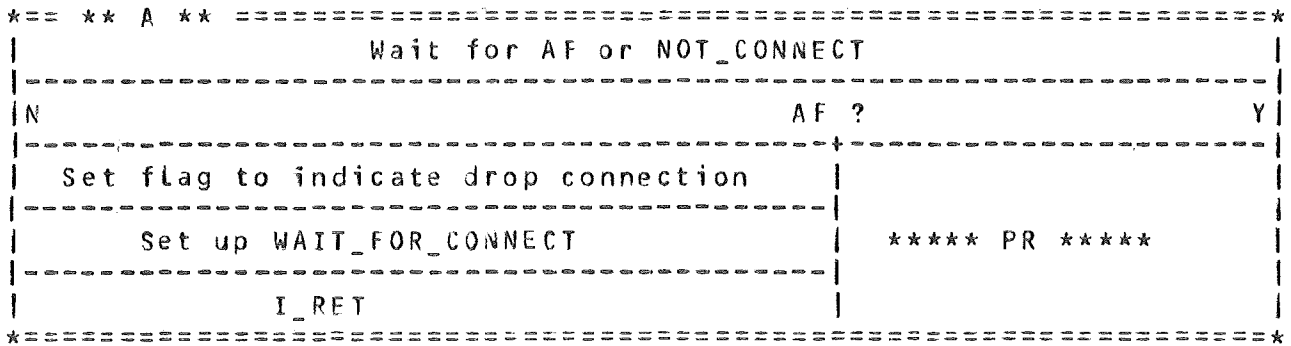 *== ** A ** ==========================================================*
| Wait for AF or NOT_CONNECT |
|----------------------------------------------------------------------|
|N AF ? Y|
|---------------------------------------------+------------------------|
| Set flag to indicate drop connection | |
|---------------------------------------------| |
| Set up WAIT_FOR_CONNECT | ***** PR ***** |
|---------------------------------------------| |
| I_RET | |
*======================================================================*